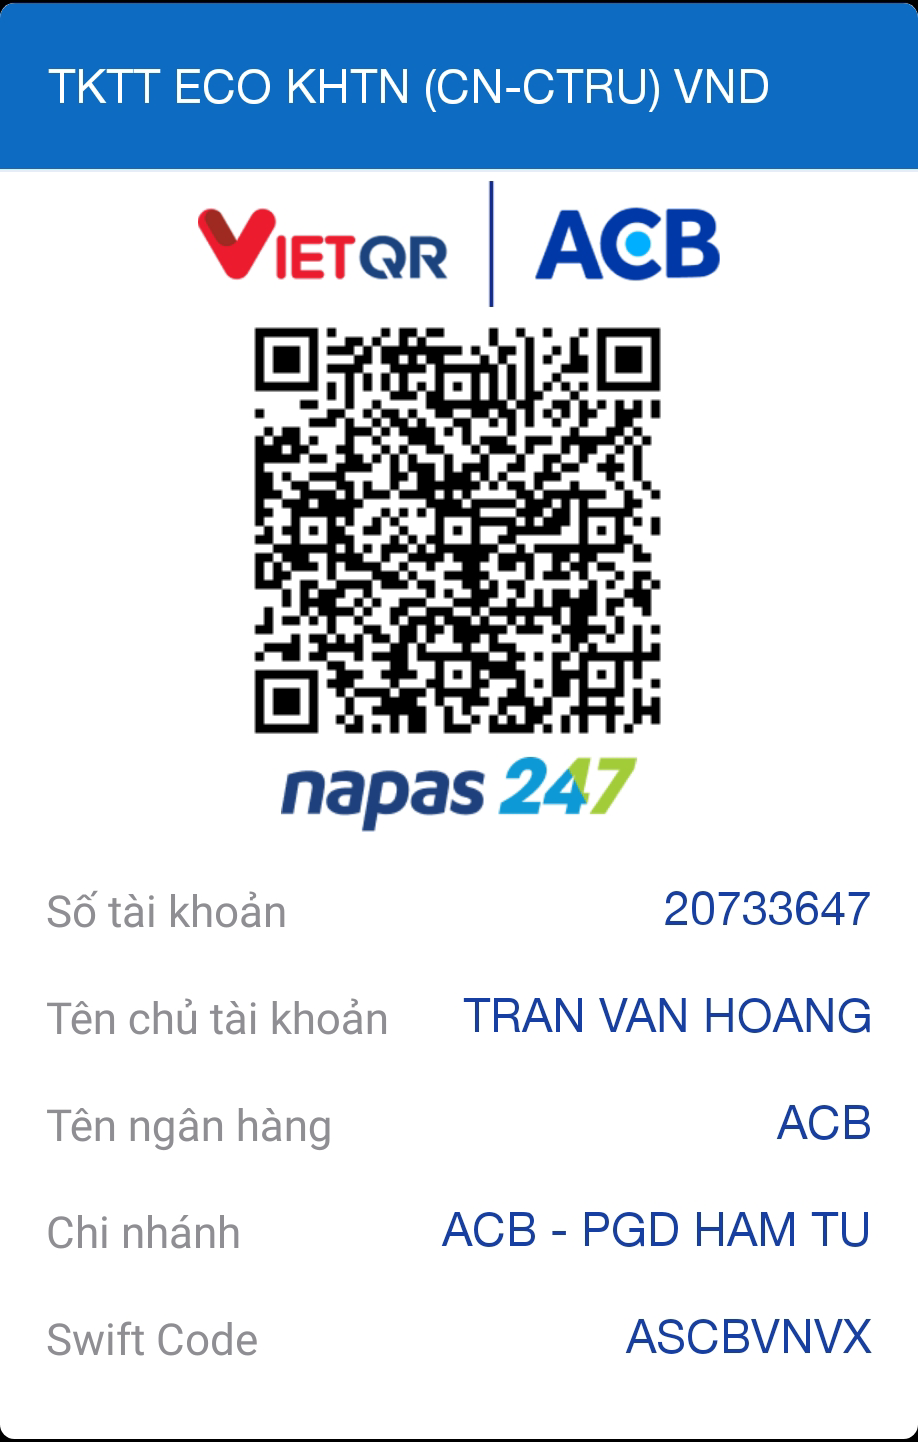 TKTT ECO KHTN (CN-CTRU) VND
VIETQR ACB
napas 247
Số tài khoản 20733647
Tên chủ tài khoản TRAN VAN HOANG
Tên ngân hàng ACB
Chi nhánh ACB - PGD HAM TU
Swift Code ASCBVNVX